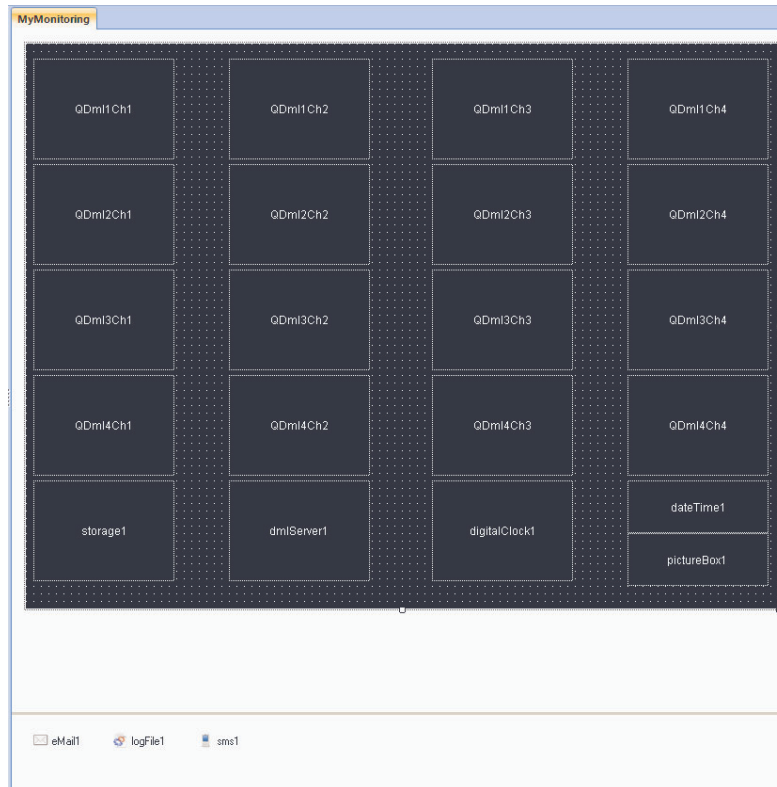 MyMonitoring
QDml1Ch1 QDml1Ch2 QDml1Ch3 QDml1Ch4
QDml2Ch1 QDml2Ch2 QDml2Ch3 QDml2Ch4
QDml3Ch1 QDml3Ch2 QDml3Ch3 QDml3Ch4
QDml4Ch1 QDml4Ch2 QDml4Ch3 QDml4Ch4
storage1 dmlServer1 digitalClock1 dateTime1
pictureBox1
eMail1 logFile1 sms1